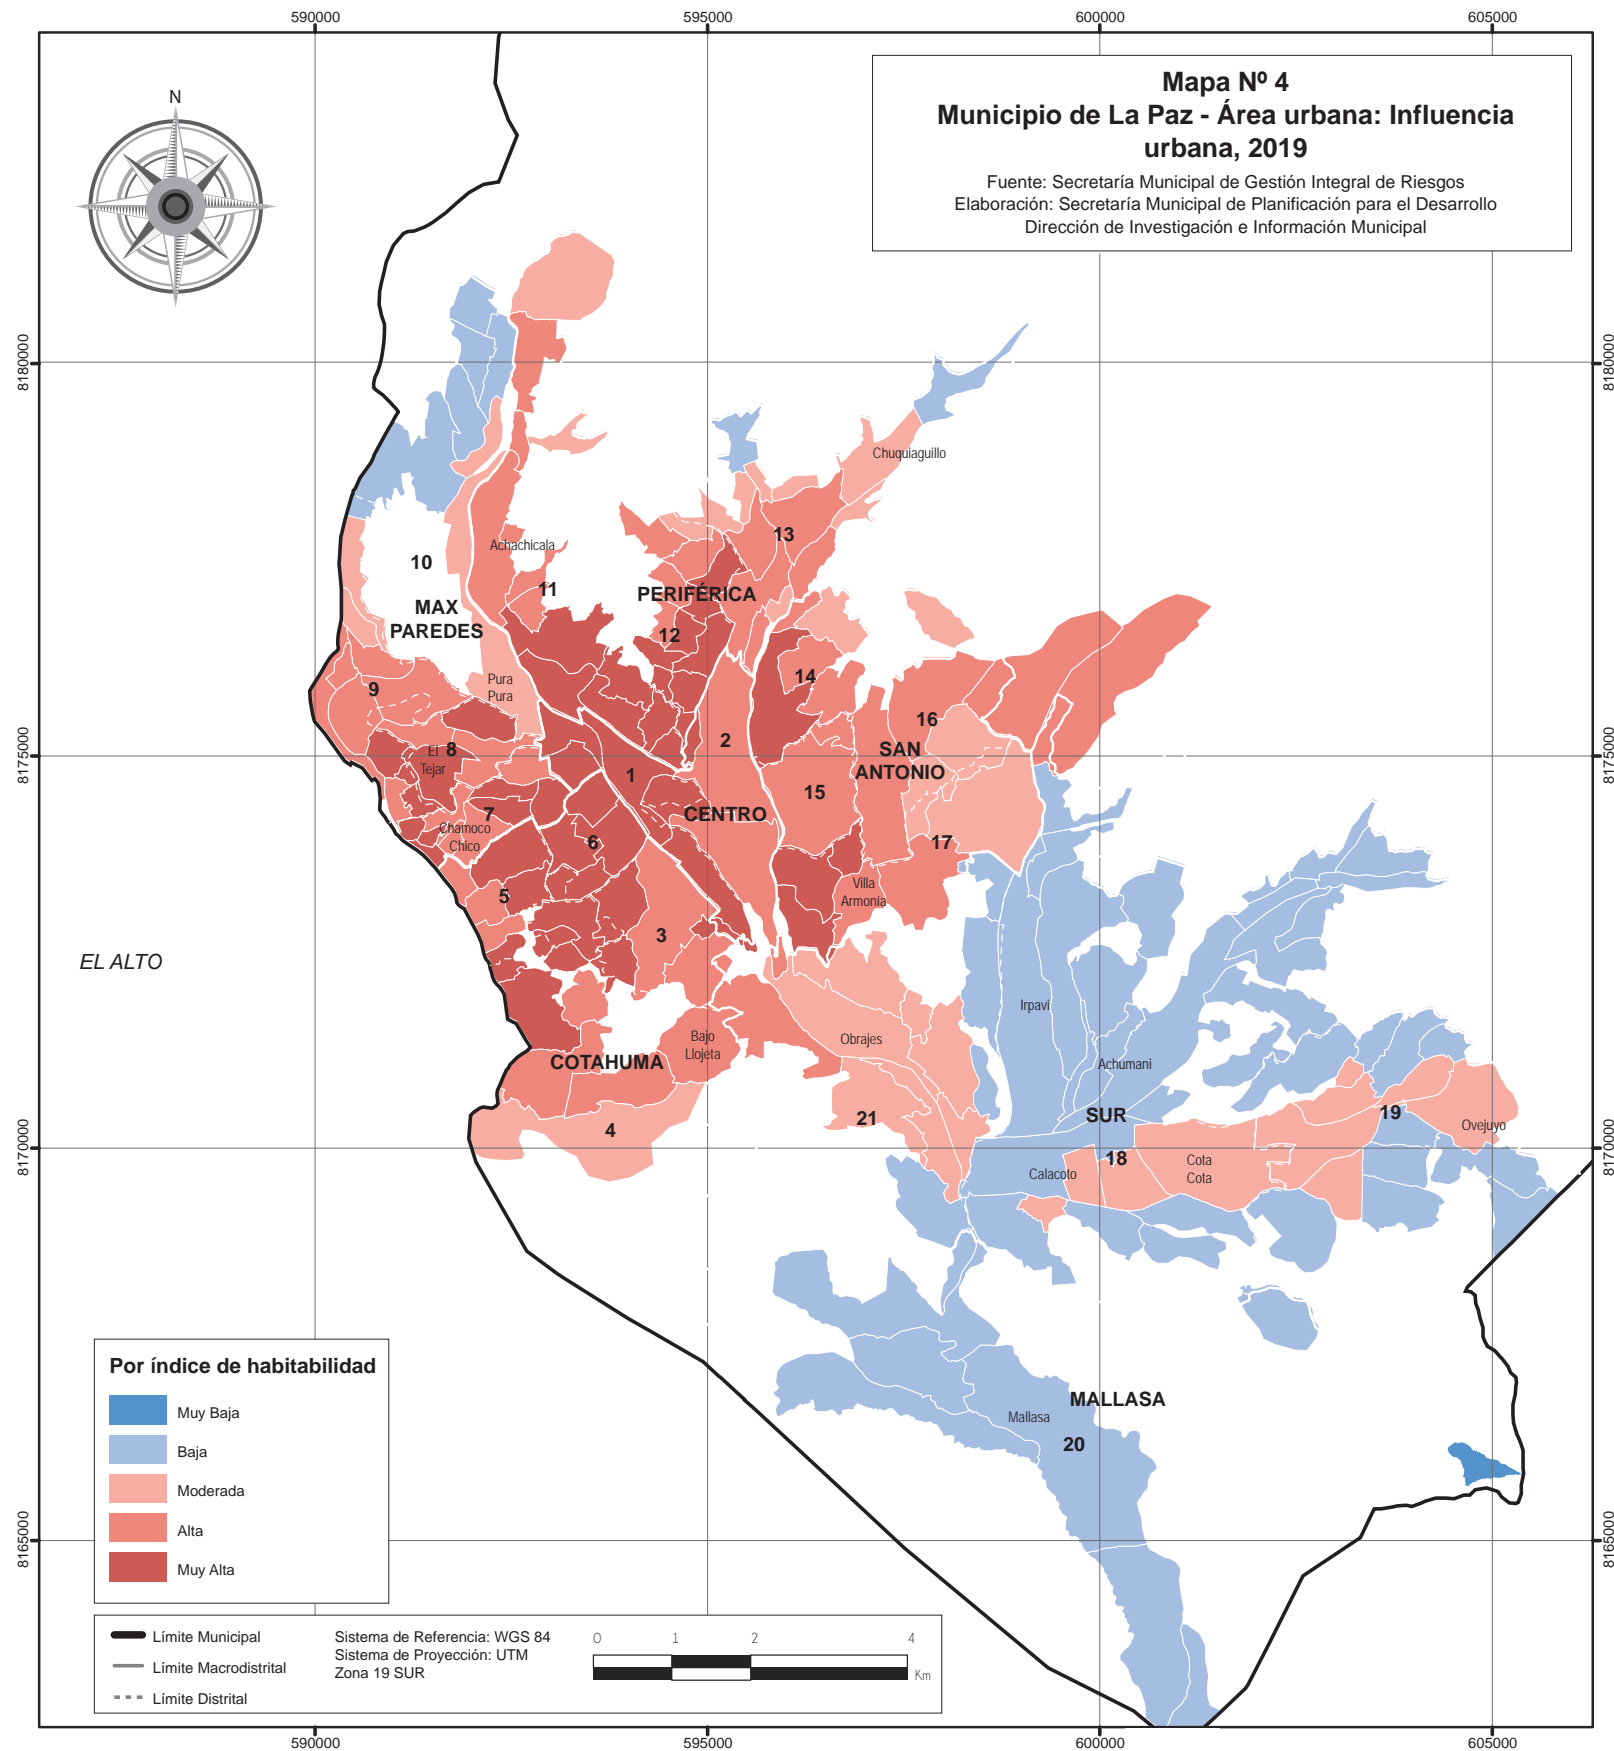 590000
595000
600000
605000
N
Mapa Nº 4
Municipio de La Paz - Área urbana: Influencia
urbana, 2019
Fuente: Secretaría Municipal de Gestión Integral de Riesgos
Elaboración: Secretaría Municipal de Planificación para el Desarrollo
Dirección de Investigación e Información Municipal
8180000
8180000
Chuquiaguillo
13
Achachicala
10
11
PERIFÉRICA
MAX
PAREDES
12
14
Pura
Pura
9
16
2
8175000
8175000
El
Tejar
8
SAN
ANTONIO
1
15
7
CENTRO
Chamoco
Chico
6
17
5
Villa
Armonía
3
EL ALTO
Irpavi
Bajo
Llojeta
Obrajes
COTAHUMA
Achumani
4
21
SUR
19
Ovejuyo
8170000
8170000
Calacoto
18
Cota
Cota
MALLASA
Mallasa
20
Por índice de habitabilidad
Muy Baja
Baja
Moderada
Alta
Muy Alta
8165000
8165000
Límite Municipal
Límite Macrodistrital
Límite Distrital
Sistema de Referencia: WGS 84
Sistema de Proyección: UTM
Zona 19 SUR
0 1 2 4
Km
590000
595000
600000
605000